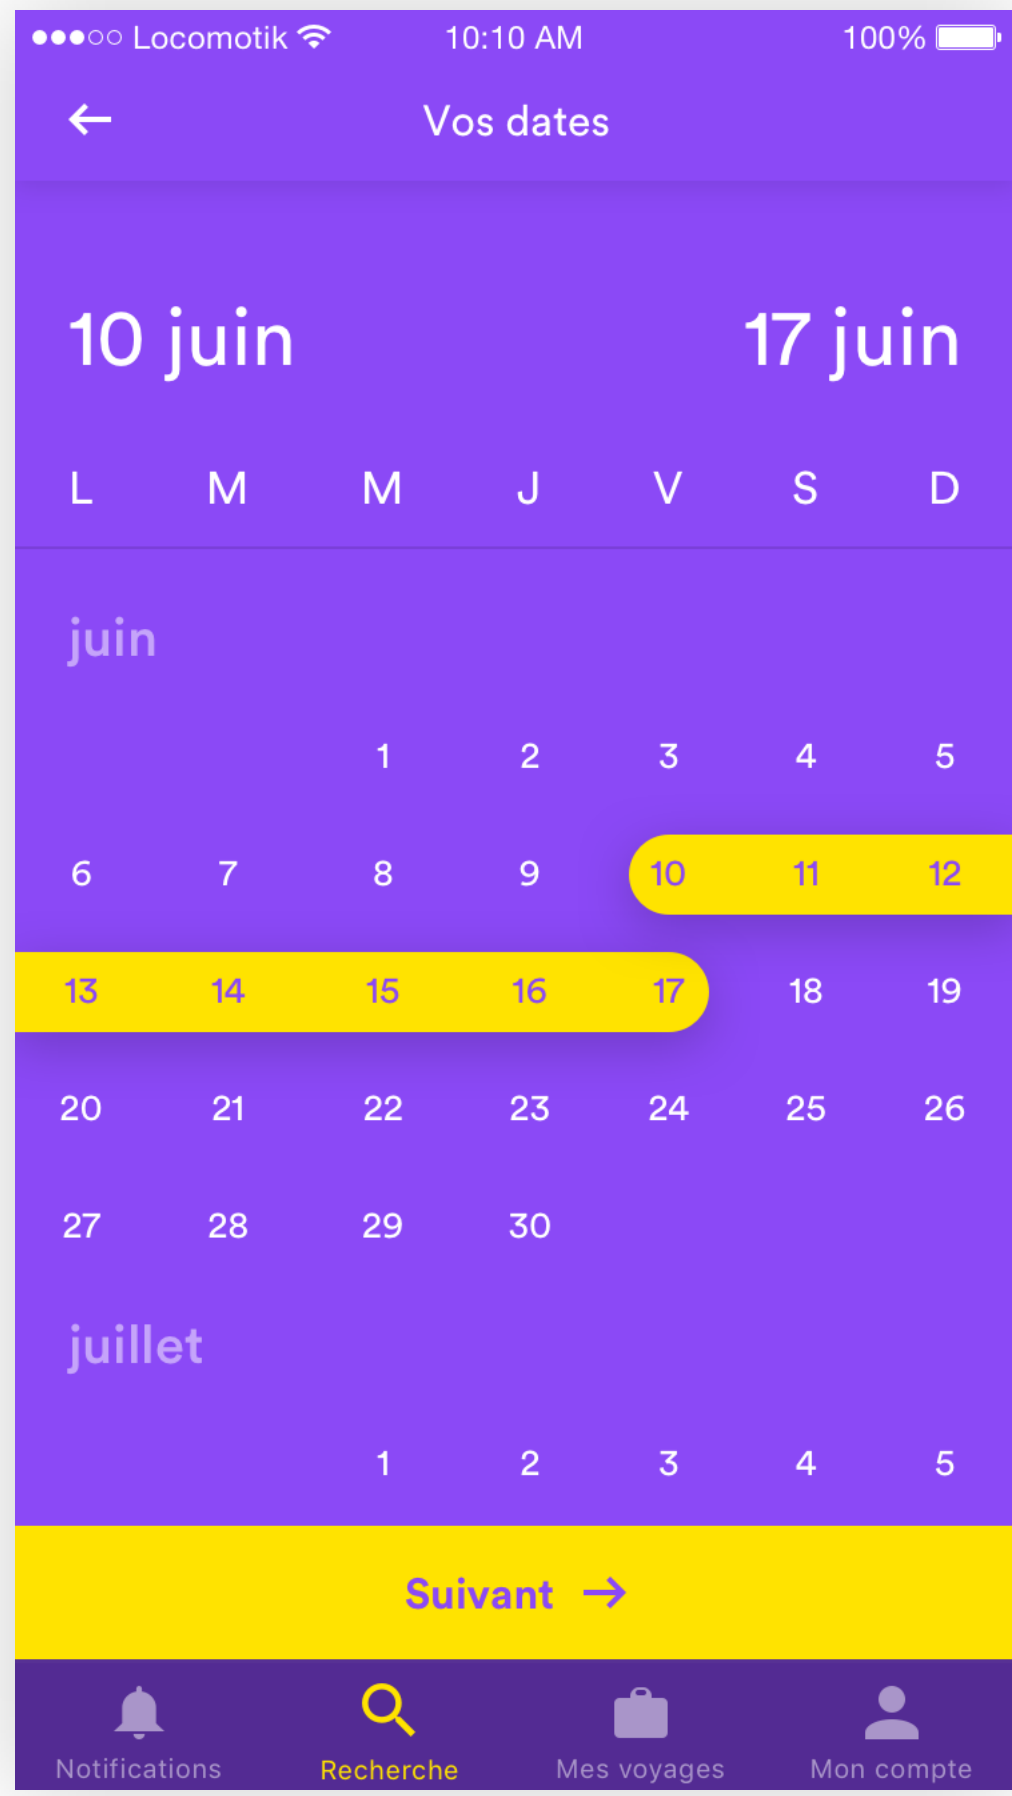 Locomotik 10:10 AM 100%
Vos dates
10 juin 17 juin
L M M J V S D
juin
1 2 3 4 5
6 7 8 9 10 11 12
13 14 15 16 17 18 19
20 21 22 23 24 25 26
27 28 29 30
juillet
1 2 3 4 5
Suivant →
Notifications Recherche Mes voyages Mon compte